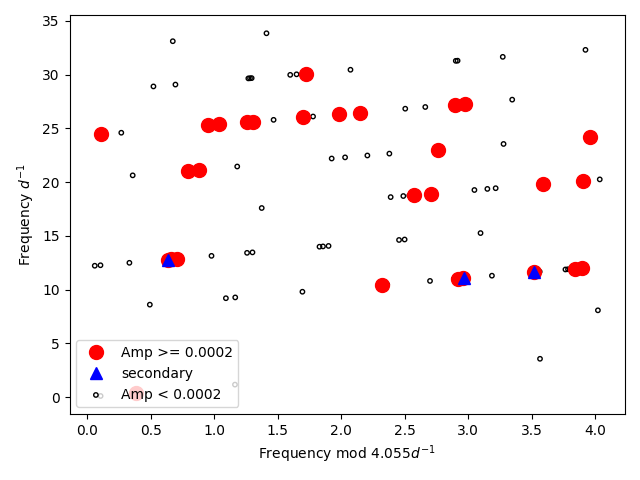 35
30
25
20
15
10
5
0
Frequency $d^{-1}$
Amp >= 0.0002
secondary
Amp < 0.0002
0.0 0.5 1.0 1.5 2.0 2.5 3.0 3.5 4.0
Frequency mod 4.055$d^{-1}$